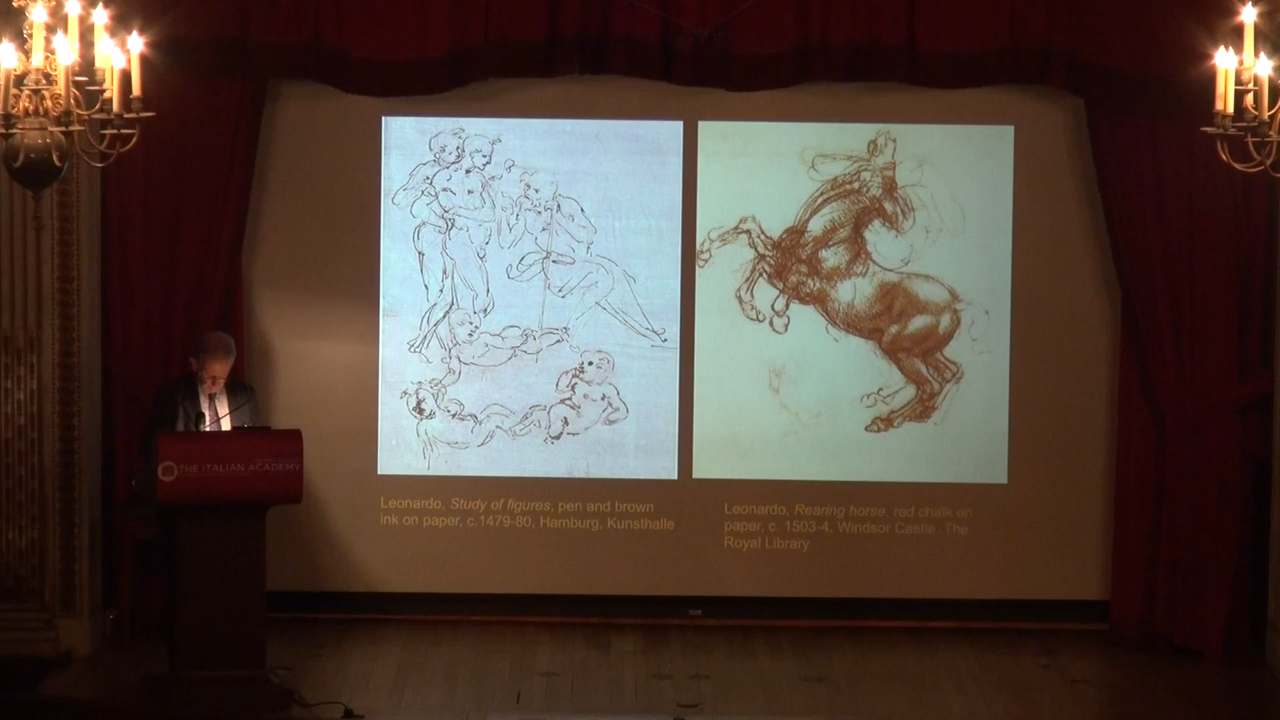 THE ITALIAN ACADEMY
Leonardo, Study of figures, pen and brown
ink on paper, c.1479-80, Hamburg, Kunsthalle
Leonardo, Rearing horse, red chalk on
paper, c. 1503-4, Windsor Castle, The
Royal Library